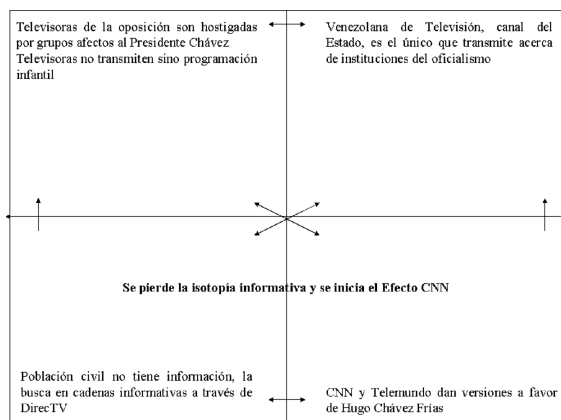 Televisoras de la oposición son hostigadas
por grupos afectos al Presidente Chávez
Televisoras no transmiten sino programación
infantil
Venezolana de Televisión, canal del
Estado, es el único que transmite acerca
de instituciones del oficialismo
Se pierde la isotopía informativa y se inicia el Efecto CNN
Población civil no tiene información, la
busca en cadenas informativas a través de
DirecTV
CNN y Telemundo dan versiones a favor
de Hugo Chávez Frías